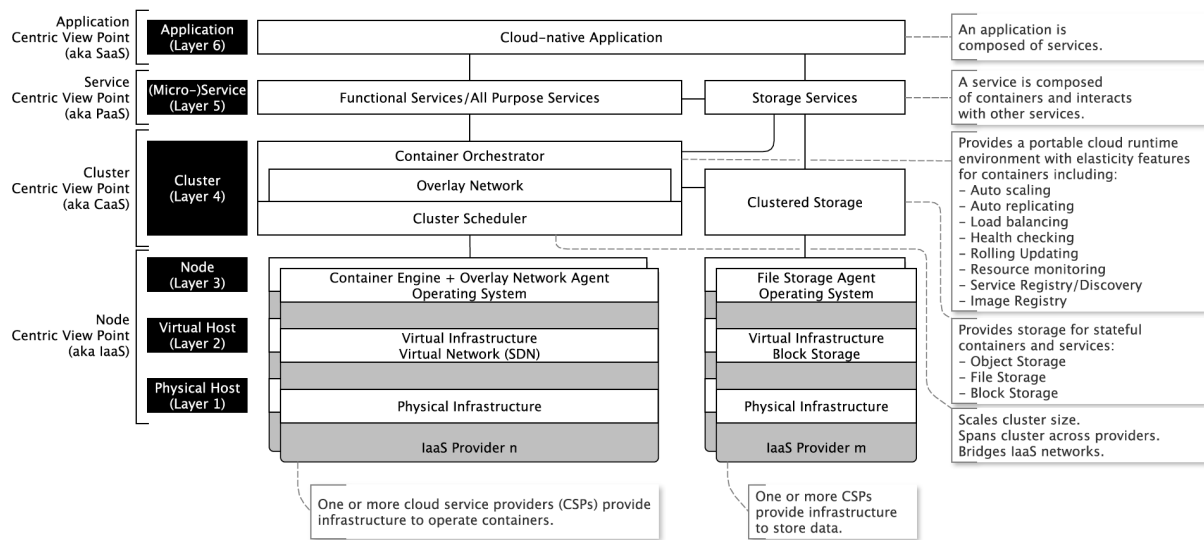 Application
Centric View Point
(aka SaaS)
Application
(Layer 6)
Cloud-native Application
An application is
composed of services.
Service
Centric View Point
(aka PaaS)
(Micro-)Service
(Layer 5)
Functional Services/All Purpose Services
Storage Services
A service is composed
of containers and interacts
with other services.
Cluster
Centric View Point
(aka CaaS)
Cluster
(Layer 4)
Container Orchestrator
Overlay Network
Cluster Scheduler
Clustered Storage
Provides a portable cloud runtime
environment with elasticity features
for containers including:
- Auto scaling
- Auto replicating
- Load balancing
- Health checking
- Rolling Updating
- Resource monitoring
- Service Registry/Discovery
- Image Registry
Node
Centric View Point
(aka IaaS)
Node
(Layer 3)
Container Engine + Overlay Network Agent
Operating System
File Storage Agent
Operating System
Virtual Host
(Layer 2)
Virtual Infrastructure
Virtual Network (SDN)
Virtual Infrastructure
Block Storage
Provides storage for stateful
containers and services:
- Object Storage
- File Storage
- Block Storage
Physical Host
(Layer 1)
Physical Infrastructure
Physical Infrastructure
IaaS Provider n
IaaS Provider m
Scales cluster size.
Spans cluster across providers.
Bridges IaaS networks.
One or more cloud service providers (CSPs) provide
infrastructure to operate containers.
One or more CSPs
provide infrastructure
to store data.